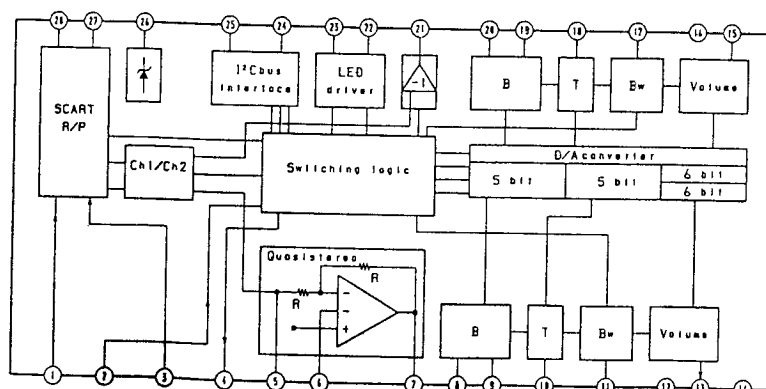 28 27 26 25 24 23 22 21 20 19 18 17 16 15
I²Cbus interface
LED driver
-1
B
T
Bw
Volume
SCART R/P
Ch1/Ch2
Switching logic
D/Aconverter
5 bit
5 bit
6 bit
6 bit
Quasistereo
R
R
-
-
+
B
T
Bw
Volume
1 2 3 4 5 6 7 8 9 10 11 12 13 14